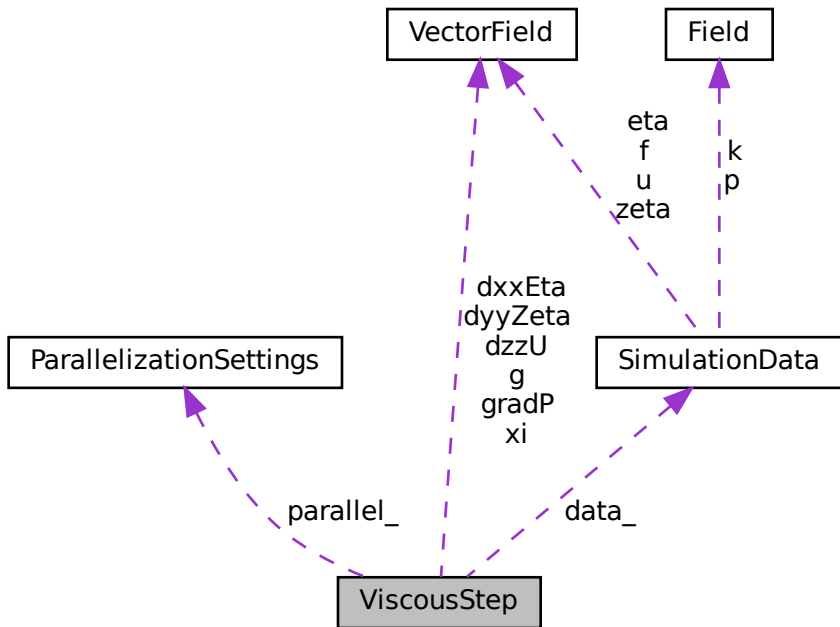 VectorField
Field
eta
f
u
zeta
k
p
dxxEta
dyyZeta
dzzU
g
gradP
xi
ParallelizationSettings
SimulationData
parallel_
data_
ViscousStep